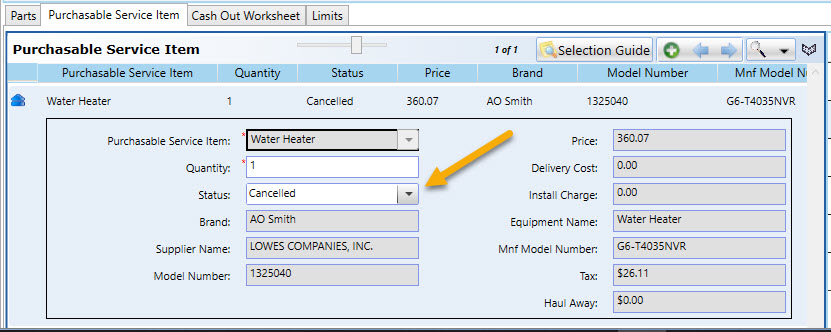 Parts Purchasable Service Item Cash Out Worksheet Limits
Purchasable Service Item 1 of 1 Selection Guide
Purchasable Service Item Quantity Status Price Brand Model Number Mnf Model
Water Heater 1 Cancelled 360.07 AO Smith 1325040 G6-T4035NVR
Purchasable Service Item: * Water Heater Price: 360.07
Quantity: * 1 Delivery Cost: 0.00
Status: Cancelled Install Charge: 0.00
Brand: AO Smith Equipment Name: Water Heater
Supplier Name: LOWES COMPANIES, INC. Mnf Model Number: G6-T4035NVR
Model Number: 1325040 Tax: $26.11
Haul Away: $0.00